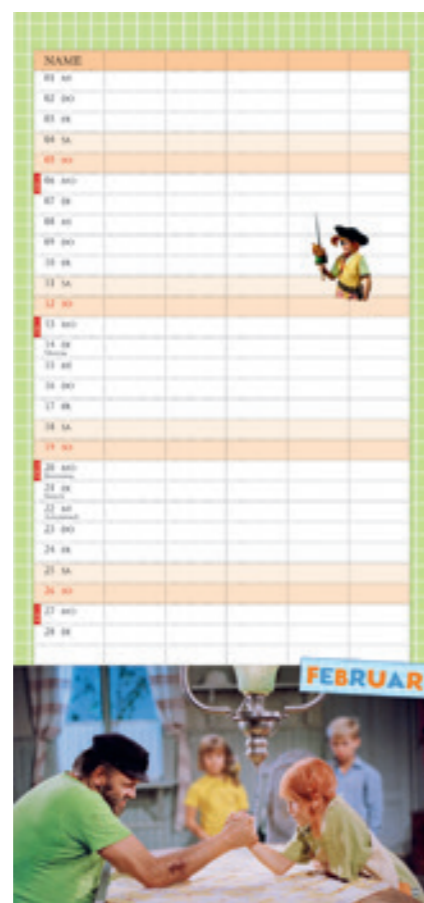 NAME
01 MI
02 DO
03 FR
04 SA
05 SO
06 MO
07 DI
08 MI
09 DO
10 FR
11 SA
12 SO
13 MO
14 DI
15 MI
16 DO
17 FR
18 SA
19 SO
20 MO
21 DI
22 MI
23 DO
24 FR
25 SA
26 SO
27 MO
28 DI
FEBRUAR